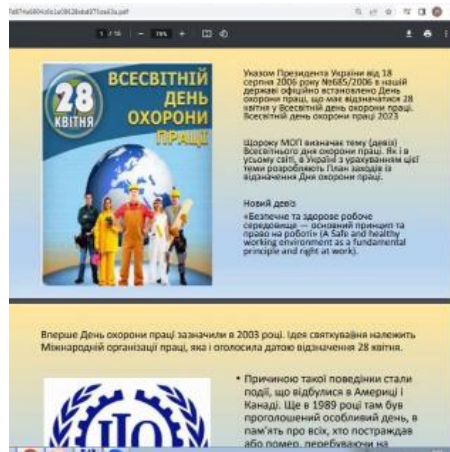 1 / 16
28
КВІТНЯ
ВСЕСВІТНІЙ
ДЕНЬ
ОХОРОНИ
ПРАЦІ
Указом Президента України від 18
серпня 2006 року №685/2006 в нашій
державі офіційно встановлено День
охорони праці, що має відзначатися 28
квітня у Всесвітній день охорони праці.
Всесвітній день охорони праці 2023
Щороку МОП визначає тему (девіз)
Всесвітнього дня охорони праці. Як і в
усьому світі, в Україні з урахуванням цієї
теми розробляють План заходів із
відзначення Дня охорони праці.
Новий девіз
«Безпечне та здорове робоче
середовище — основний принцип та
право на роботі» (A Safe and healthy
working environment as a fundamental
principle and right at work).
Вперше День охорони праці зазначили в 2003 році. Ідея святкування належить
Міжнародній організації праці, яка і оголосила датою відзначення 28 квітня.
• Причиною такої поведінки стали
події, що відбулися в Америці і
Канаді. Ще в 1989 році там був
проголошений особливий день, в
пам'ять про всіх, хто постраждав
або помер, перебуваючи на